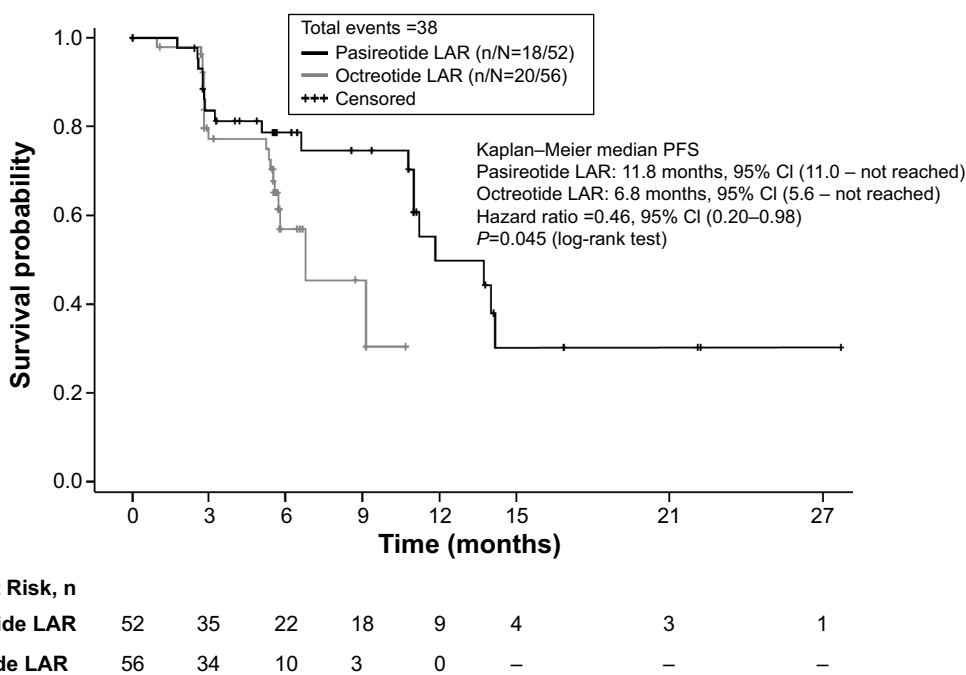 Total events =38
Pasireotide LAR (n/N=18/52)
Octreotide LAR (n/N=20/56)
Censored
Kaplan–Meier median PFS
Pasireotide LAR: 11.8 months, 95% CI (11.0 – not reached)
Octreotide LAR: 6.8 months, 95% CI (5.6 – not reached)
Hazard ratio =0.46, 95% CI (0.20–0.98)
P=0.045 (log-rank test)
Survival probability
1.0
0.8
0.6
0.4
0.2
0.0
0 3 6 9 12 15 21 27
Time (months)
Risk, n
ide LAR 52 35 22 18 9 4 3 1
de LAR 56 34 10 3 0 – – –